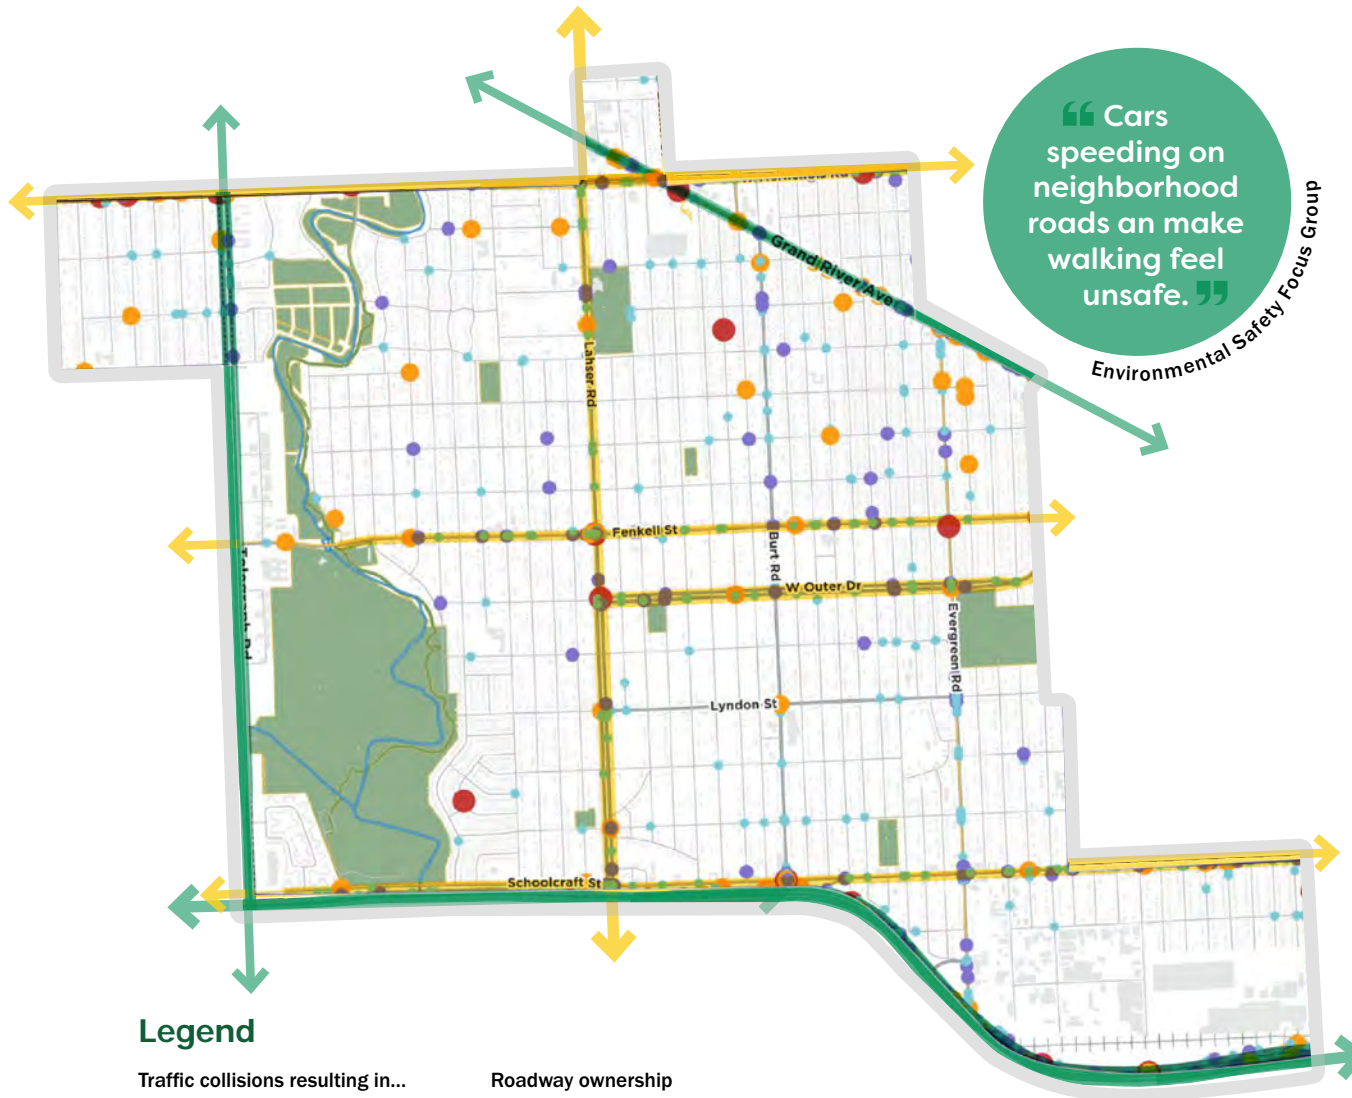 ❝ Cars
speeding on
neighborhood
roads an make
walking feel
unsafe. ❞
Environmental Safety Focus Group
Grand River Ave
Lahser Rd
Fenkell St
Burt Rd
W Outer Dr
Telegraph Rd
Evergreen Rd
Lyndon St
Schoolcraft St
Legend
Traffic collisions resulting in...
Roadway ownership